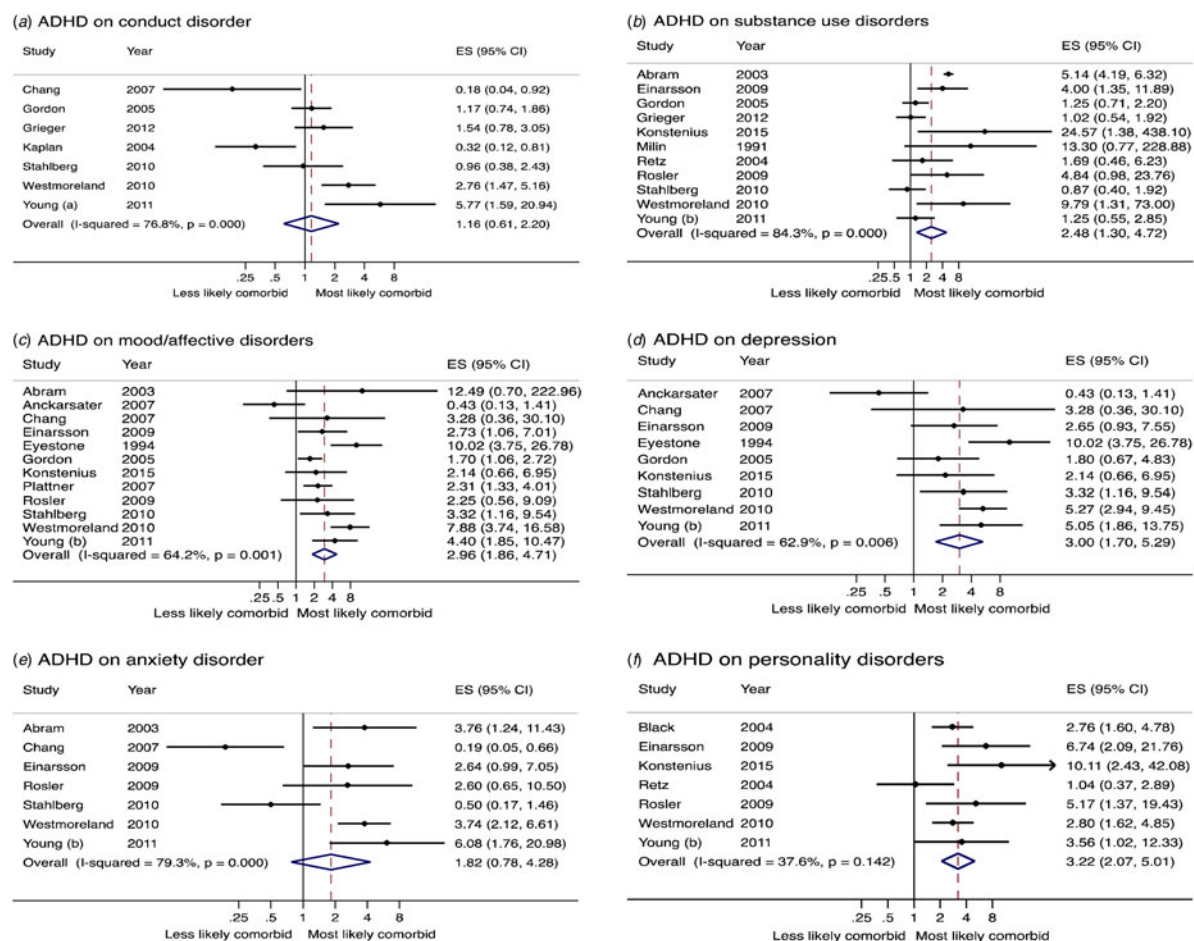 (a) ADHD on conduct disorder
Study Year ES (95% CI)
Chang 2007 0.18 (0.04, 0.92)
Gordon 2005 1.17 (0.74, 1.86)
Grieger 2012 1.54 (0.78, 3.05)
Kaplan 2004 0.32 (0.12, 0.81)
Stahlberg 2010 0.96 (0.38, 2.43)
Westmoreland 2010 2.76 (1.47, 5.16)
Young (a) 2011 5.77 (1.59, 20.94)
Overall (I-squared = 76.8%, p = 0.000) 1.16 (0.61, 2.20)
.25 .5 1 2 4 8
Less likely comorbid Most likely comorbid
(b) ADHD on substance use disorders
Study Year ES (95% CI)
Abram 2003 5.14 (4.19, 6.32)
Einarsson 2009 4.00 (1.35, 11.89)
Gordon 2005 1.25 (0.71, 2.20)
Grieger 2012 1.02 (0.54, 1.92)
Konstenius 2015 24.57 (1.38, 438.10)
Milin 1991 13.30 (0.77, 228.88)
Retz 2004 1.69 (0.46, 6.23)
Rosler 2009 4.84 (0.98, 23.76)
Stahlberg 2010 0.87 (0.40, 1.92)
Westmoreland 2010 9.79 (1.31, 73.00)
Young (b) 2011 1.25 (0.55, 2.85)
Overall (I-squared = 84.3%, p = 0.000) 2.48 (1.30, 4.72)
.25.5 1 2 4 8
Less likely comorbid Most likely comorbid
(c) ADHD on mood/affective disorders
Study Year ES (95% CI)
Abram 2003 12.49 (0.70, 222.96)
Anckarsater 2007 0.43 (0.13, 1.41)
Chang 2007 3.28 (0.36, 30.10)
Einarsson 2009 2.73 (1.06, 7.01)
Eyestone 1994 10.02 (3.75, 26.78)
Gordon 2005 1.70 (1.06, 2.72)
Konstenius 2015 2.14 (0.66, 6.95)
Plattner 2007 2.31 (1.33, 4.01)
Rosler 2009 2.25 (0.56, 9.09)
Stahlberg 2010 3.32 (1.16, 9.54)
Westmoreland 2010 7.88 (3.74, 16.58)
Young (b) 2011 4.40 (1.85, 10.47)
Overall (I-squared = 64.2%, p = 0.001) 2.96 (1.86, 4.71)
.25.5 1 2 4 8
Less likely comorbid Most likely comorbid
(d) ADHD on depression
Study Year ES (95% CI)
Anckarsater 2007 0.43 (0.13, 1.41)
Chang 2007 3.28 (0.36, 30.10)
Einarsson 2009 2.65 (0.93, 7.55)
Eyestone 1994 10.02 (3.75, 26.78)
Gordon 2005 1.80 (0.67, 4.83)
Konstenius 2015 2.14 (0.66, 6.95)
Stahlberg 2010 3.32 (1.16, 9.54)
Westmoreland 2010 5.27 (2.94, 9.45)
Young (b) 2011 5.05 (1.86, 13.75)
Overall (I-squared = 62.9%, p = 0.006) 3.00 (1.70, 5.29)
.25 .5 1 2 4 8
Less likely comorbid Most likely comorbid
(e) ADHD on anxiety disorder
Study Year ES (95% CI)
Abram 2003 3.76 (1.24, 11.43)
Chang 2007 0.19 (0.05, 0.66)
Einarsson 2009 2.64 (0.99, 7.05)
Rosler 2009 2.60 (0.65, 10.50)
Stahlberg 2010 0.50 (0.17, 1.46)
Westmoreland 2010 3.74 (2.12, 6.61)
Young (b) 2011 6.08 (1.76, 20.98)
Overall (I-squared = 79.3%, p = 0.000) 1.82 (0.78, 4.28)
.25 .5 1 2 4 8
Less likely comorbid Most likely comorbid
(f) ADHD on personality disorders
Study Year ES (95% CI)
Black 2004 2.76 (1.60, 4.78)
Einarsson 2009 6.74 (2.09, 21.76)
Konstenius 2015 10.11 (2.43, 42.08)
Retz 2004 1.04 (0.37, 2.89)
Rosler 2009 5.17 (1.37, 19.43)
Westmoreland 2010 2.80 (1.62, 4.85)
Young (b) 2011 3.56 (1.02, 12.33)
Overall (I-squared = 37.6%, p = 0.142) 3.22 (2.07, 5.01)
.25 .5 1 2 4 8
Less likely comorbid Most likely comorbid